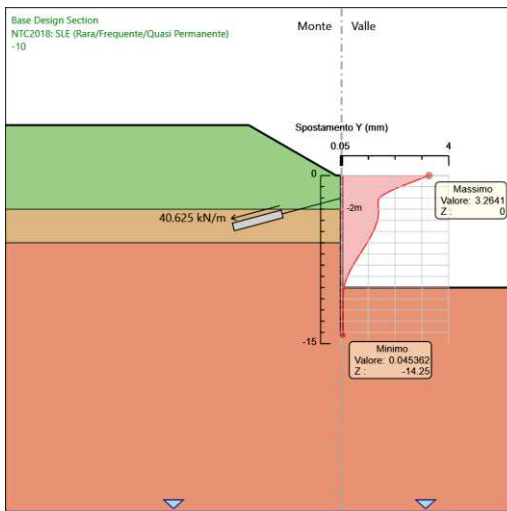 Base Design Section
NTC2018: SLE (Rara/Frequente/Quasi Permanente)
-10
Monte
Valle
Spostamento Y (mm)
0.05
4
0
Massimo
Valore: 3.2641
Z : 0
-2m
40.625 kN/m
-15
Minimo
Valore: 0.045362
Z : -14.25